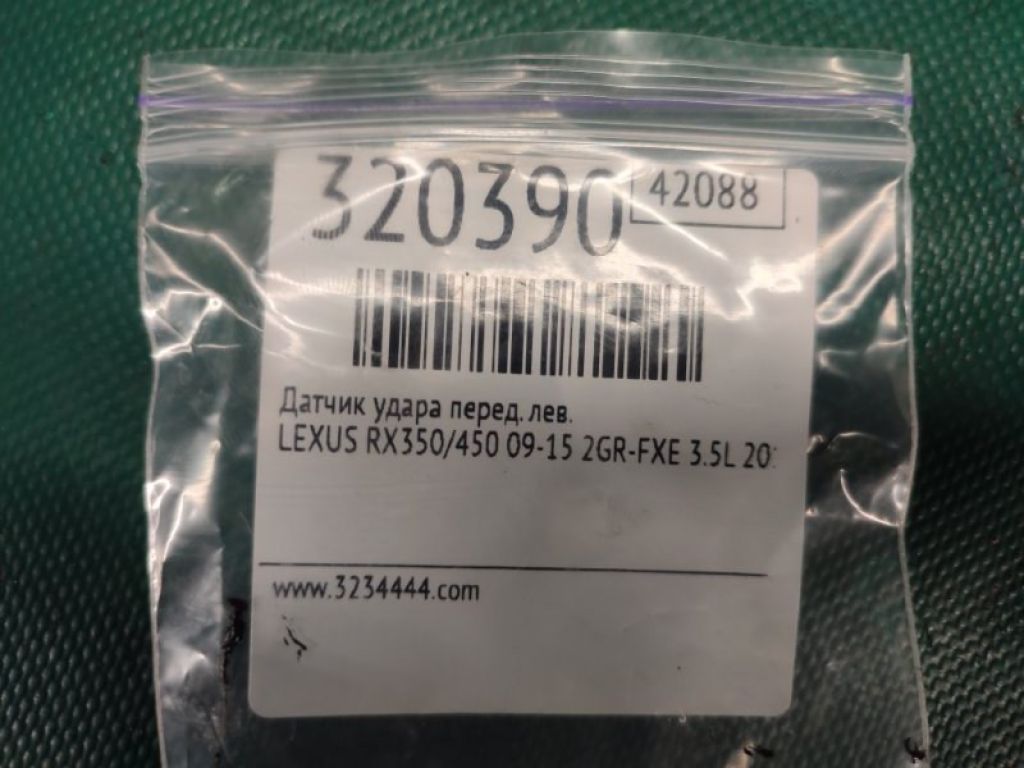 320390
42088
Датчик удара перед. лев.
LEXUS RX350/450 09-15 2GR-FXE 3.5L
www.3234444.com